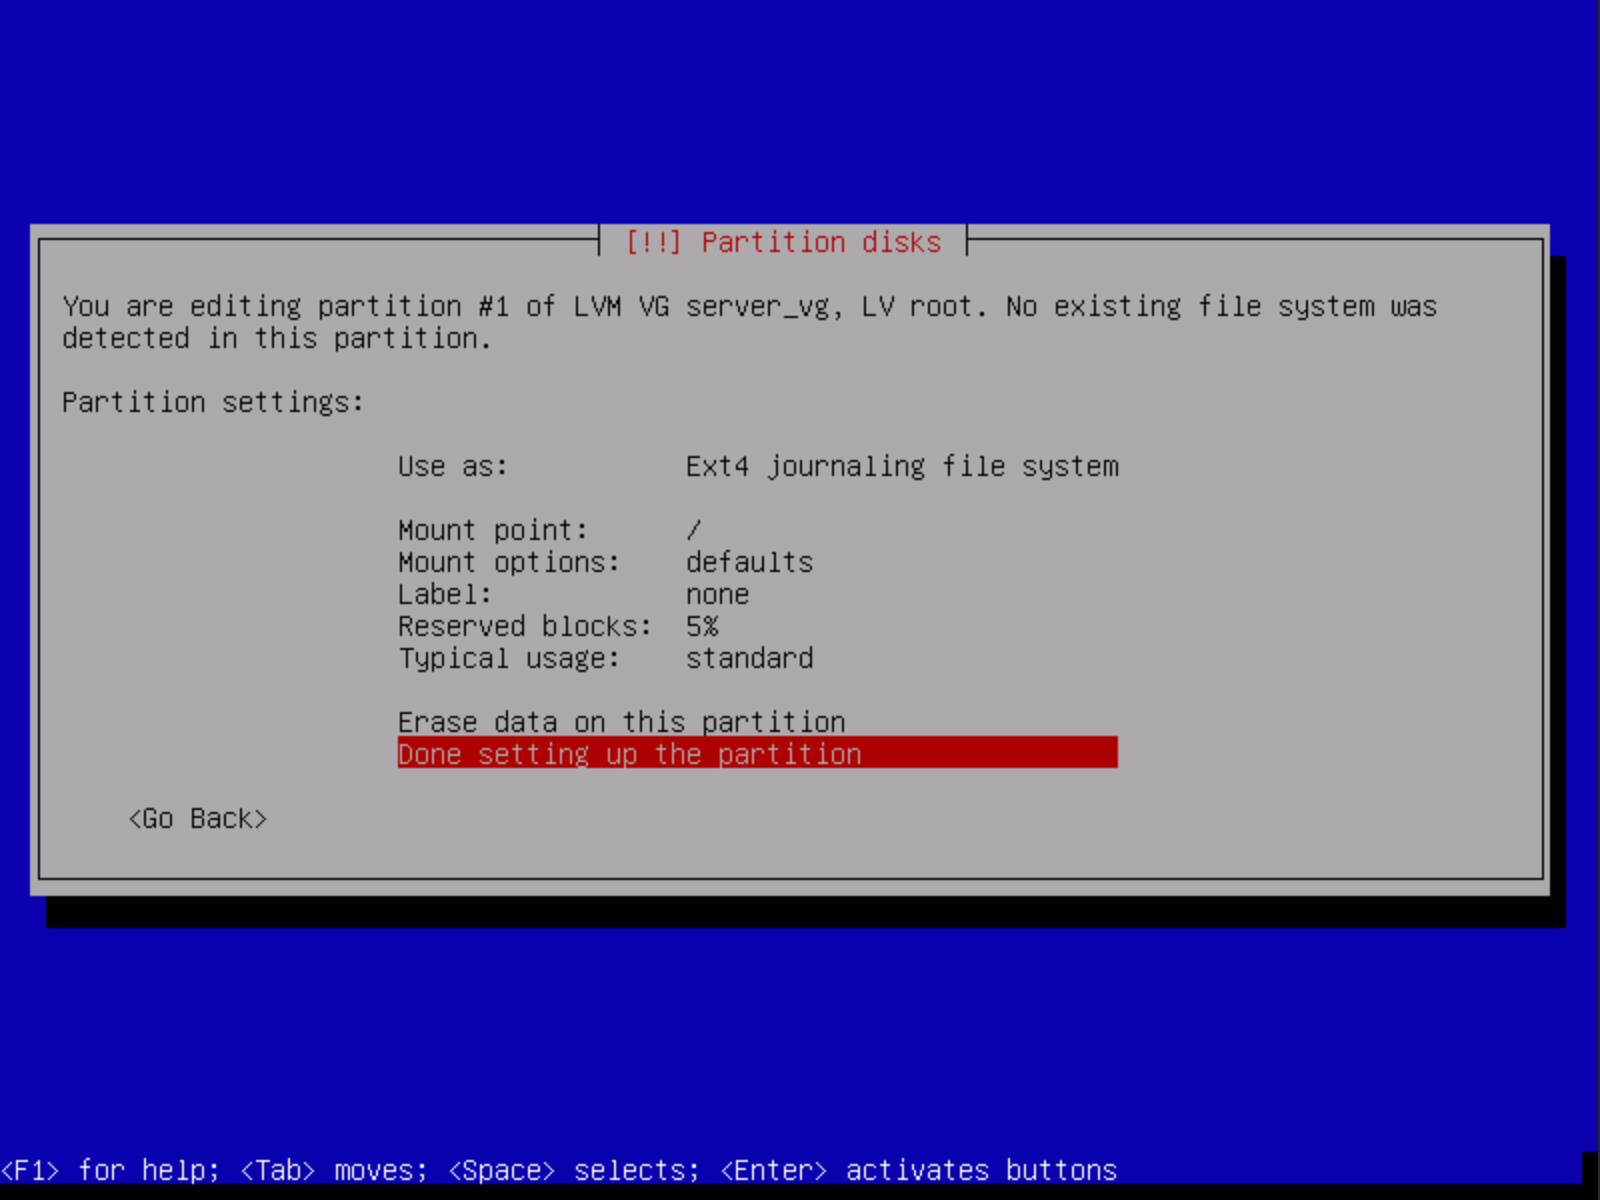 [!!] Partition disks
You are editing partition #1 of LVM VG server_vg, LV root. No existing file system was
detected in this partition.
Partition settings:
Use as: Ext4 journaling file system
Mount point: /
Mount options: defaults
Label: none
Reserved blocks: 5%
Typical usage: standard
Erase data on this partition
Done setting up the partition
<Go Back>
<F1> for help; <Tab> moves; <Space> selects; <Enter> activates buttons